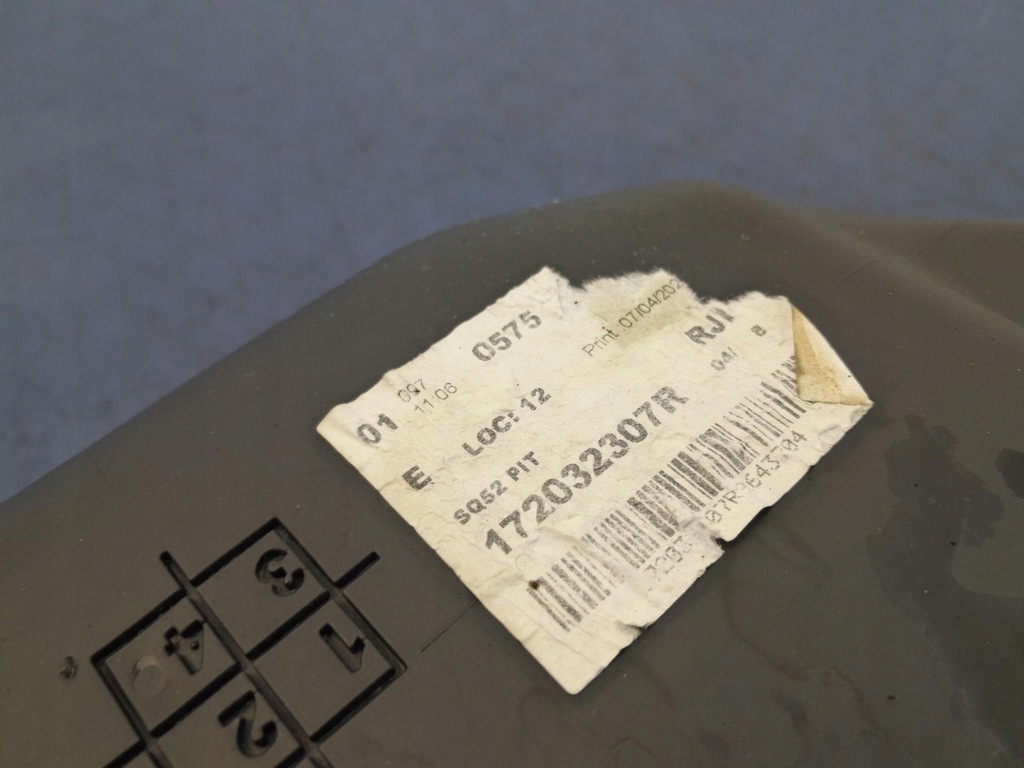 01 097 0575
11 06 Print: 07/04/202
E LOC: 12 RJ
SQ52 PIT 04/ 8
172032307R
3
4 1
2